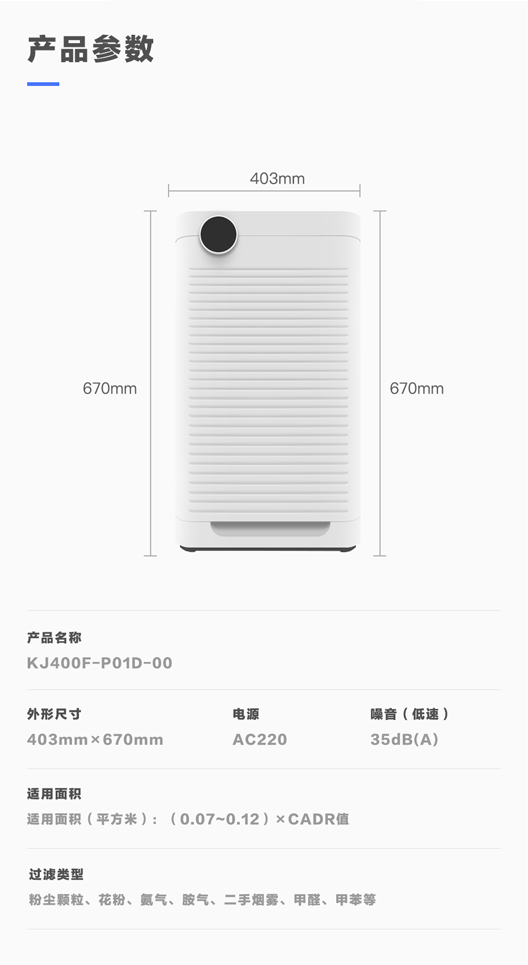 产品参数
403mm
670mm
670mm
产品名称
KJ400F-P01D-00
外形尺寸
电源
噪音（低速）
403mm×670mm
AC220
35dB(A)
适用面积
适用面积（平方米）：（0.07~0.12）×CADR值
过滤类型
粉尘颗粒、花粉、氨气、胺气、二手烟雾、甲醛、甲苯等